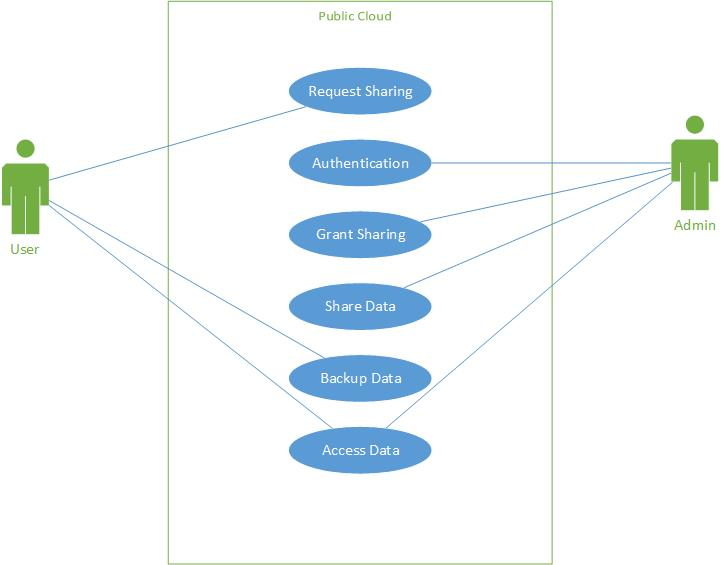 Public Cloud
Request Sharing
Authentication
Grant Sharing
Share Data
Backup Data
Access Data
User
Admin